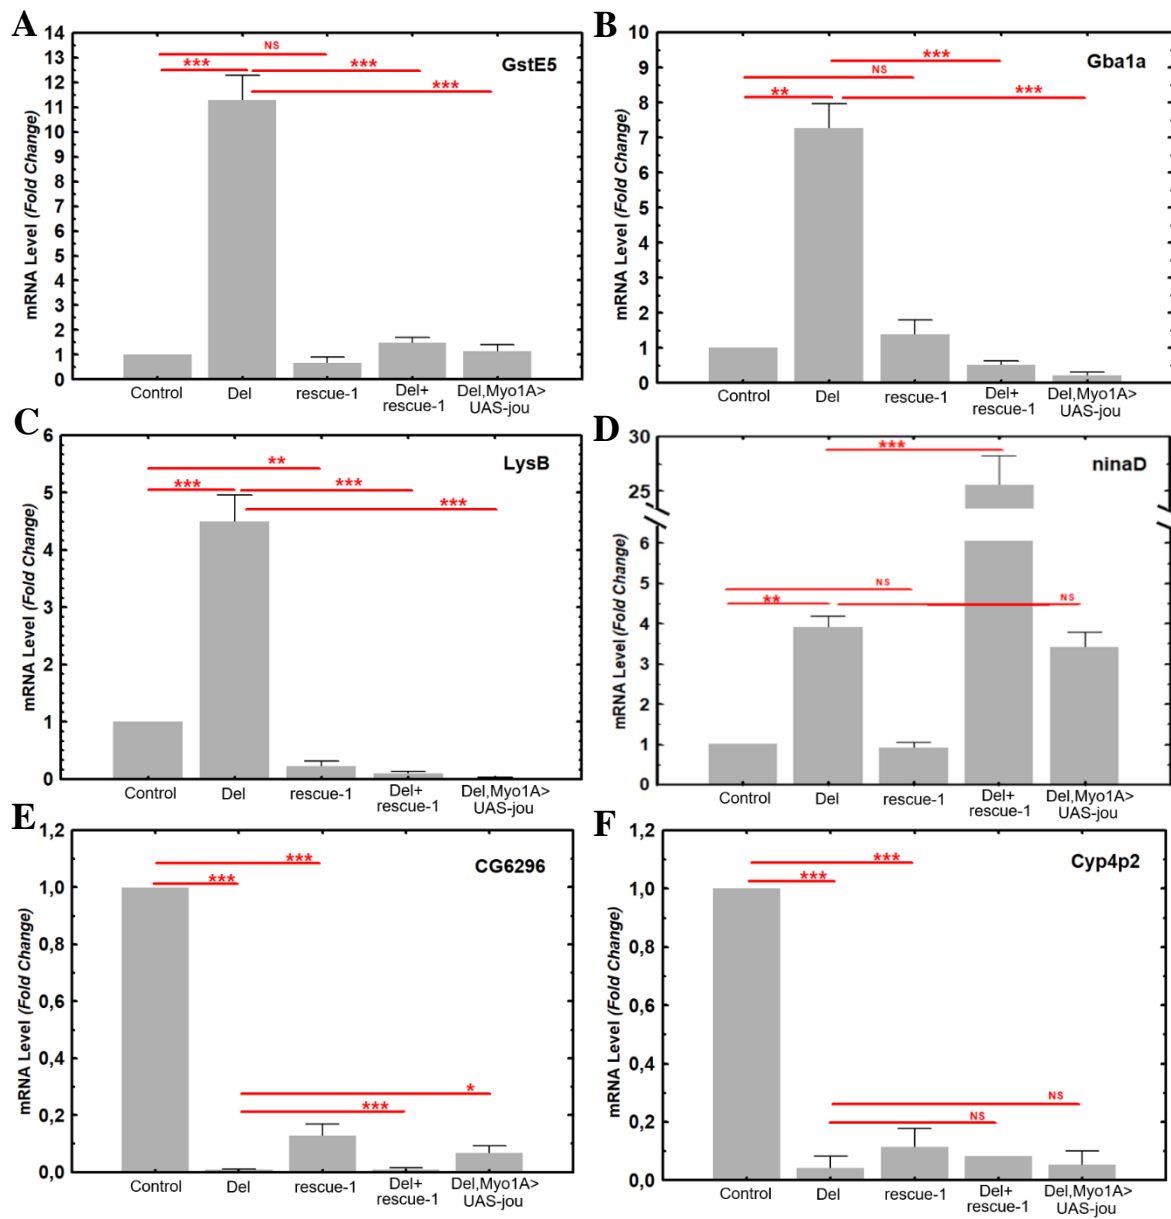 A
mRNA Level (Fold Change)
14
13
12
11
10
9
8
7
6
5
4
3
2
1
0
GstE5
NS
***
***
***
Control
Del
rescue-1
Del+
rescue-1
Del,Myo1A>
UAS-jou
B
mRNA Level (Fold Change)
10
9
8
7
6
5
4
3
2
1
0
Gba1a
***
NS
**
***
Control
Del
rescue-1
Del+
rescue-1
Del,Myo1A>
UAS-jou
C
mRNA Level (Fold Change)
6
5
4
3
2
1
0
LysB
**
***
***
***
Control
Del
rescue-1
Del+
rescue-1
Del,Myo1A>
UAS-jou
D
mRNA Level (Fold Change)
30
25
6
5
4
3
2
1
0
ninaD
***
NS
**
NS
Control
Del
rescue-1
Del+
rescue-1
Del,Myo1A>
UAS-jou
E
mRNA Level (Fold Change)
1,2
1,0
0,8
0,6
0,4
0,2
0,0
CG6296
***
***
*
***
Control
Del
rescue-1
Del+
rescue-1
Del,Myo1A>
UAS-jou
F
mRNA Level (Fold Change)
1,2
1,0
0,8
0,6
0,4
0,2
0,0
Cyp4p2
***
***
NS
NS
Control
Del
rescue-1
Del+
rescue-1
Del,Myo1A>
UAS-jou